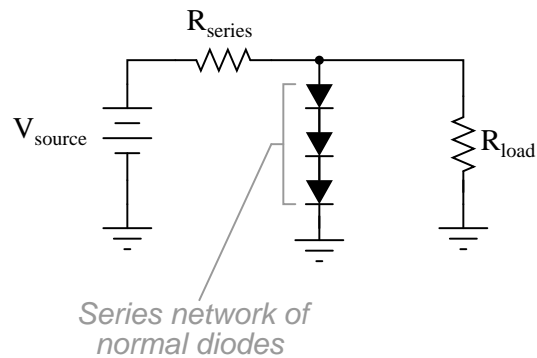 Rseries
Vsource
Rload
Series network of
normal diodes